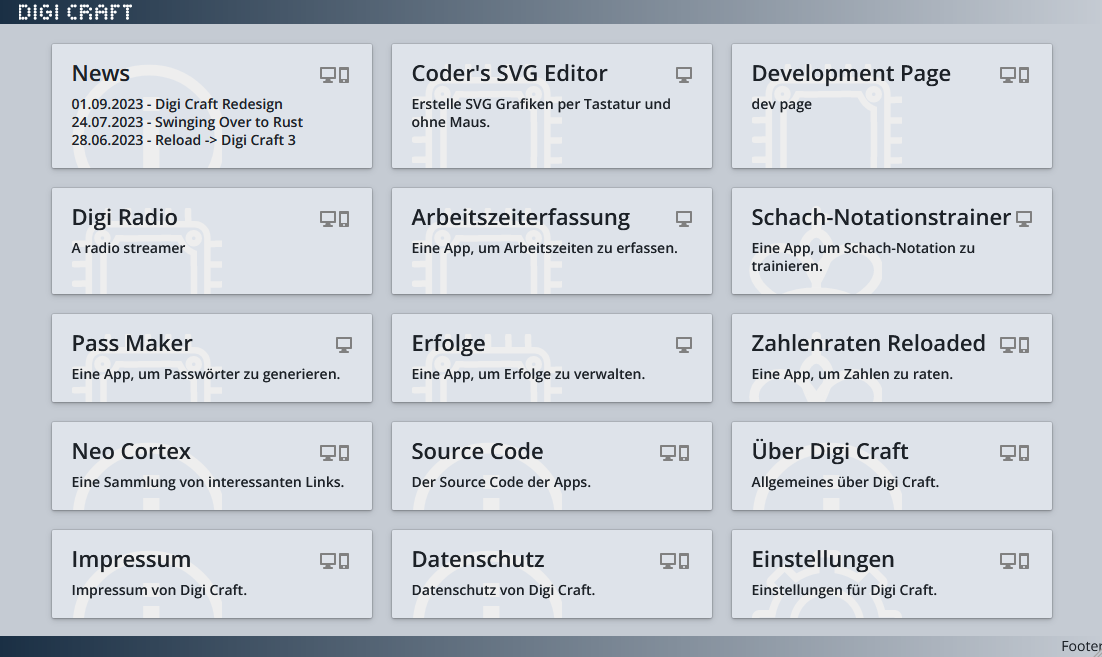 DIGI CRAFT
News
01.09.2023 - Digi Craft Redesign
24.07.2023 - Swinging Over to Rust
28.06.2023 - Reload -> Digi Craft 3
Coder's SVG Editor
Erstelle SVG Grafiken per Tastatur und
ohne Maus.
Development Page
dev page
Digi Radio
A radio streamer
Arbeitszeiterfassung
Eine App, um Arbeitszeiten zu erfassen.
Schach-Notationstrainer
Eine App, um Schach-Notation zu
trainieren.
Pass Maker
Eine App, um Passwörter zu generieren.
Erfolge
Eine App, um Erfolge zu verwalten.
Zahlenraten Reloaded
Eine App, um Zahlen zu raten.
Neo Cortex
Eine Sammlung von interessanten Links.
Source Code
Der Source Code der Apps.
Über Digi Craft
Allgemeines über Digi Craft.
Impressum
Impressum von Digi Craft.
Datenschutz
Datenschutz von Digi Craft.
Einstellungen
Einstellungen für Digi Craft.
Footer